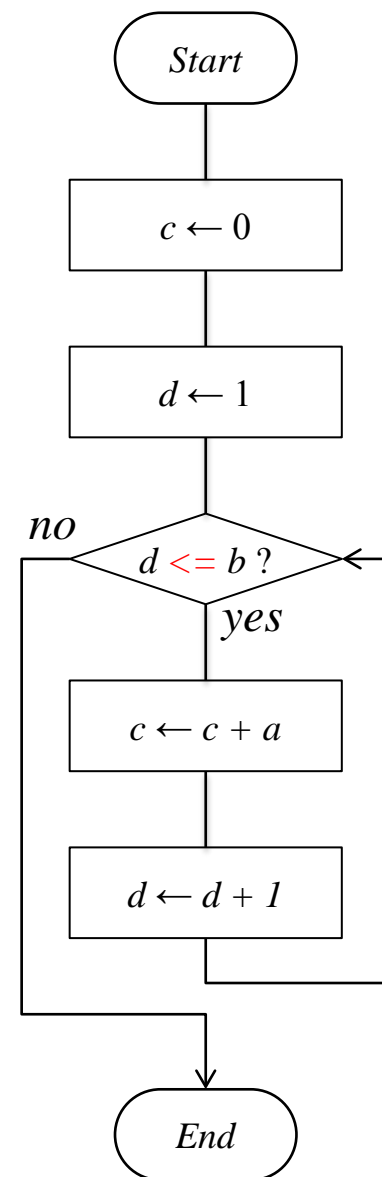 Start
c ← 0
d ← 1
no
d <= b ?
yes
c ← c + a
d ← d + 1
End